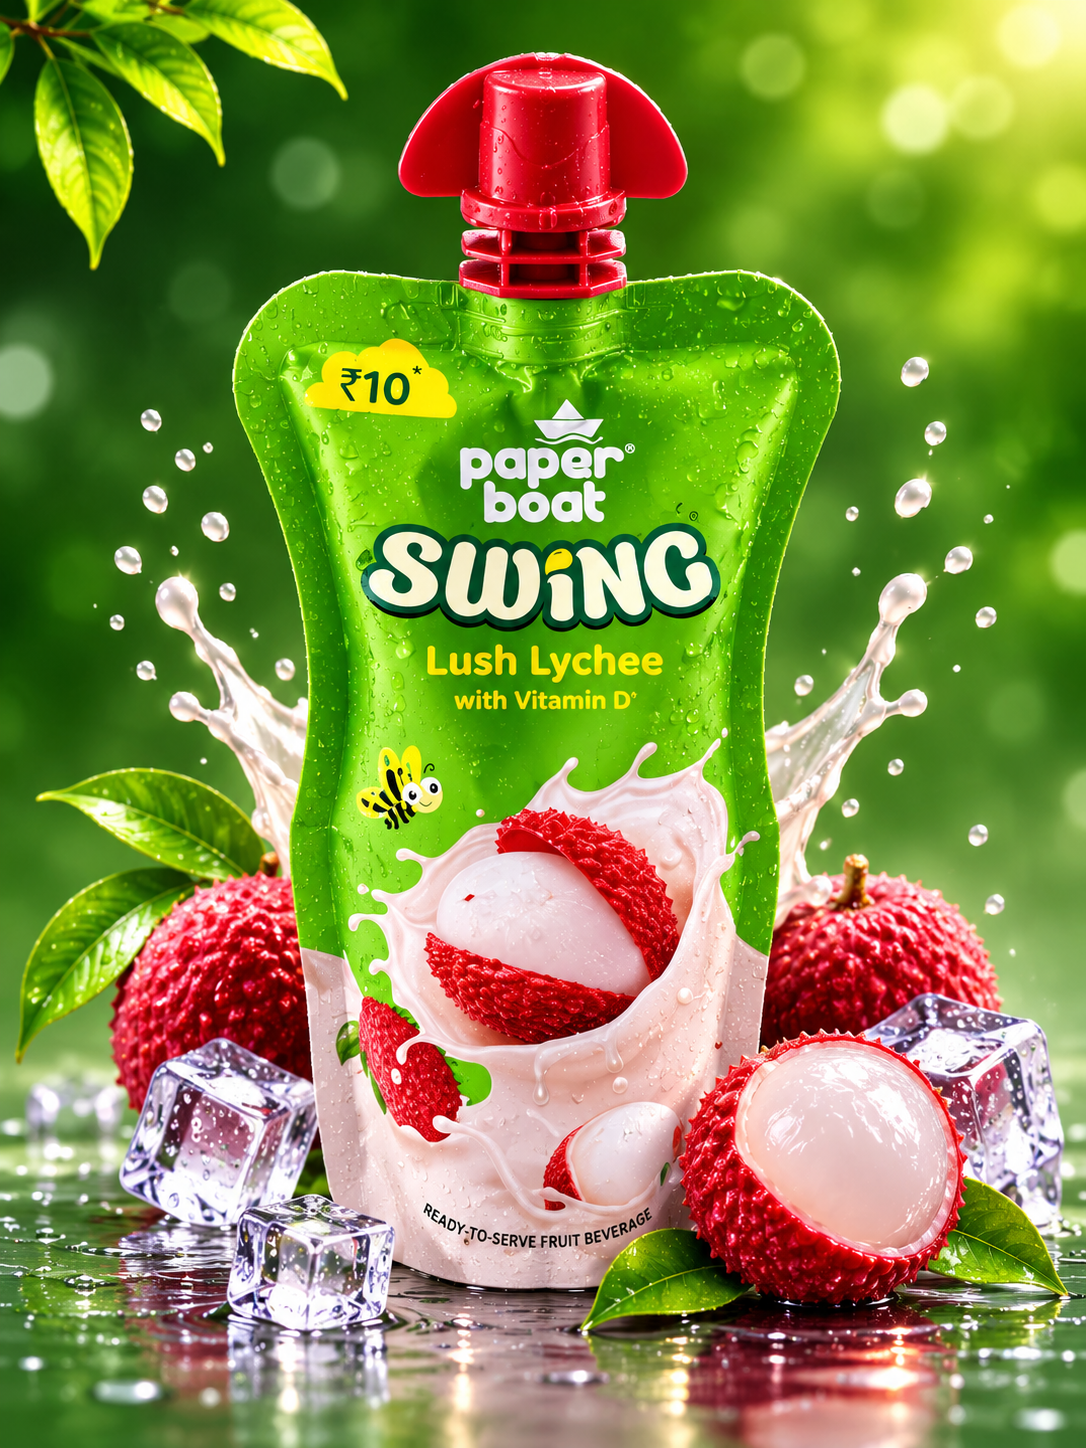 ₹10*
paper®
boat
SWiNG
Lush Lychee
with Vitamin D^
READY-TO-SERVE FRUIT BEVERAGE